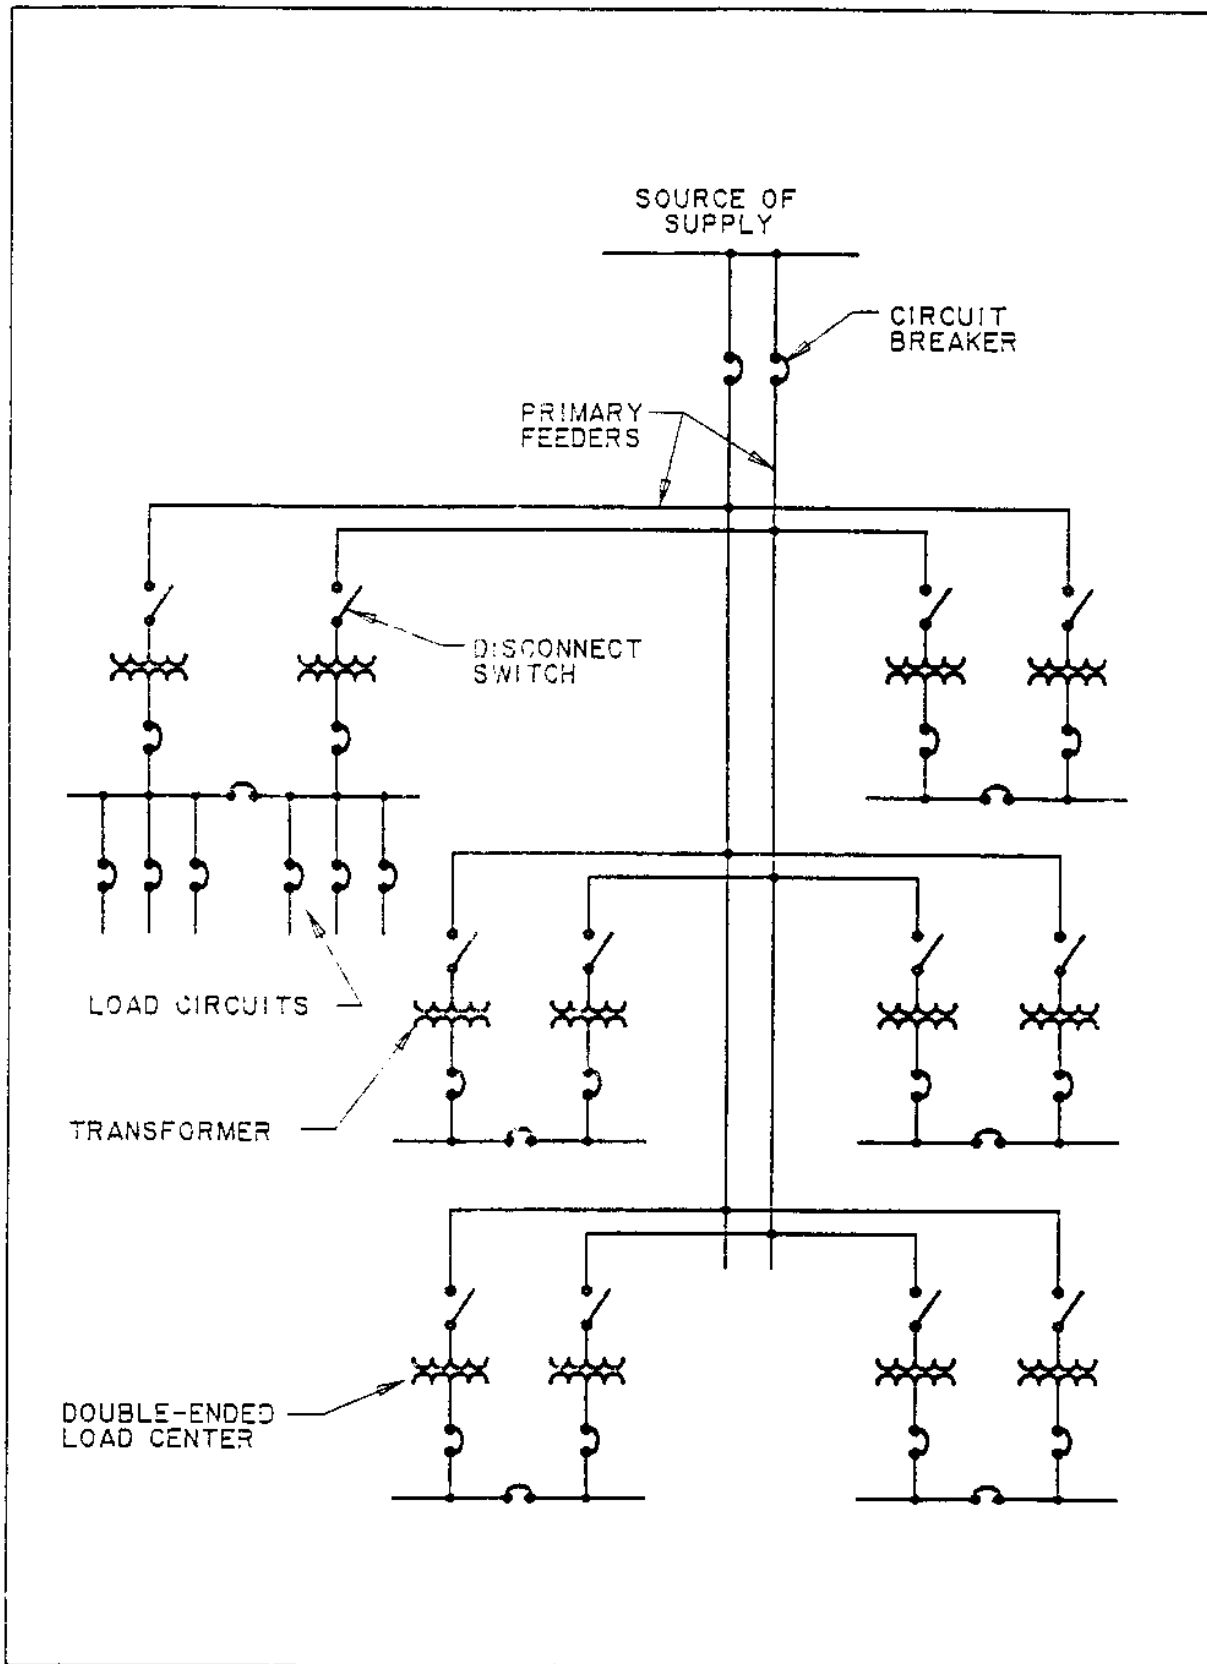 SOURCE OF
SUPPLY
CIRCUIT
BREAKER
PRIMARY
FEEDERS
DISCONNECT
SWITCH
LOAD CIRCUITS
TRANSFORMER
DOUBLE-ENDED
LOAD CENTER